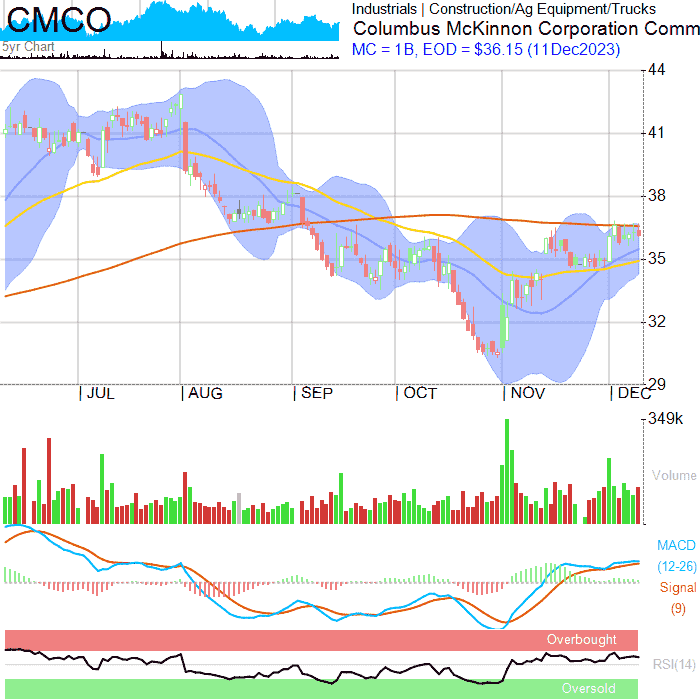 CMCO
5yr Chart
Industrials | Construction/Ag Equipment/Trucks
Columbus McKinnon Corporation Comm
MC = 1B, EOD = $36.15 (11Dec2023)
44
41
38
35
32
29
JUL
AUG
SEP
OCT
NOV
DEC
349k
Volume
MACD
(12-26)
Signal
(9)
Overbought
RSI(14)
Oversold